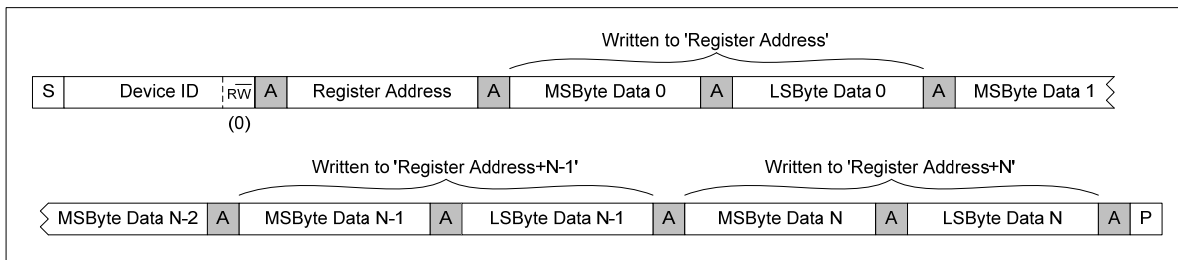 Written to 'Register Address'
S Device ID RW A Register Address A MSByte Data 0 A LSByte Data 0 A MSByte Data 1
(0)
Written to 'Register Address+N-1' Written to 'Register Address+N'
MSByte Data N-2 A MSByte Data N-1 A LSByte Data N-1 A MSByte Data N A LSByte Data N A P